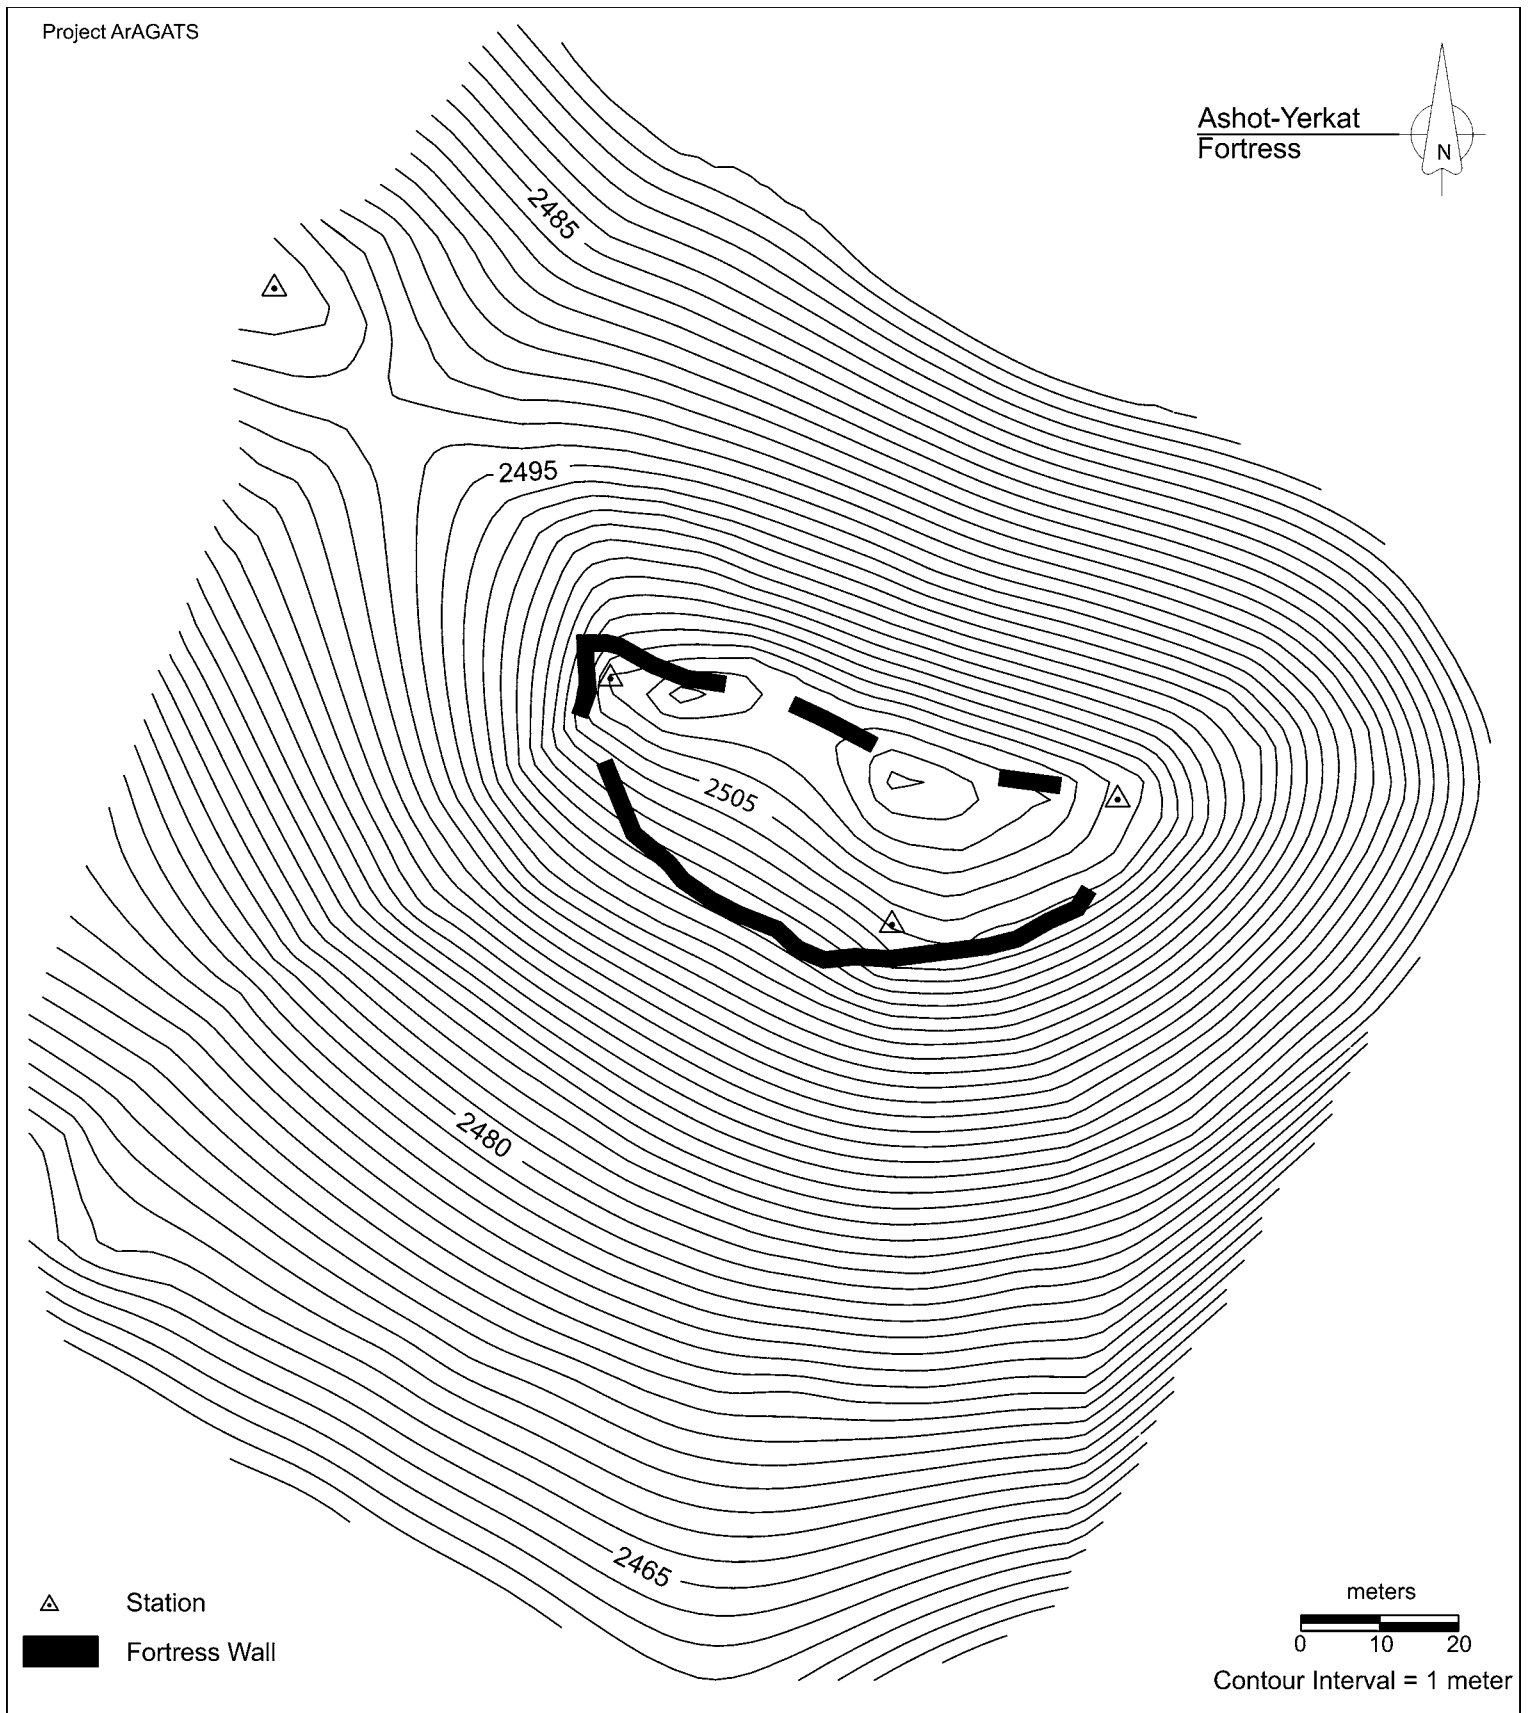 Project ArAGATS
Ashot-Yerkat
Fortress
N
2485
2495
2505
2480
2465
Station
Fortress Wall
meters
0 10 20
Contour Interval = 1 meter